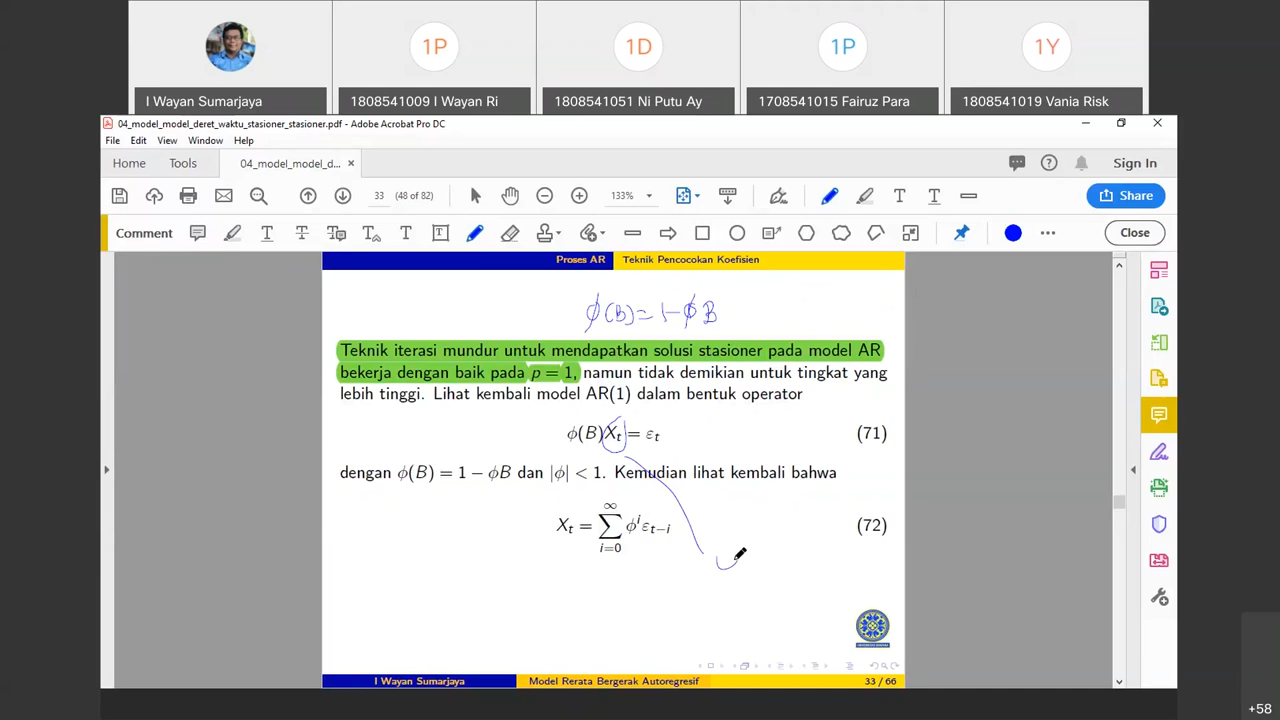 1P
1D
1P
1Y
I Wayan Sumarjaya
1808541009 I Wayan Ri
1808541051 Ni Putu Ay
1708541015 Fairuz Para
1808541019 Vania Risk
04_model_model_deret_waktu_stasioner_stasioner.pdf - Adobe Acrobat Pro DC
File Edit View Window Help
Home Tools 04_model_model_d... × Sign In
33 (48 of 82) 133% Share
Comment Close
Proses AR Teknik Pencocokan Koefisien
ϕ(B)=1-ϕB
Teknik iterasi mundur untuk mendapatkan solusi stasioner pada model AR
bekerja dengan baik pada p = 1, namun tidak demikian untuk tingkat yang
lebih tinggi. Lihat kembali model AR(1) dalam bentuk operator
ϕ(B)Xₜ = εₜ (71)
dengan ϕ(B) = 1 − ϕB dan |ϕ| < 1. Kemudian lihat kembali bahwa
Xₜ = ∑_{i=0}^{∞} ϕ^i ε_{t−i} (72)
I Wayan Sumarjaya Model Rerata Bergerak Autoregresif 33 / 66
+58